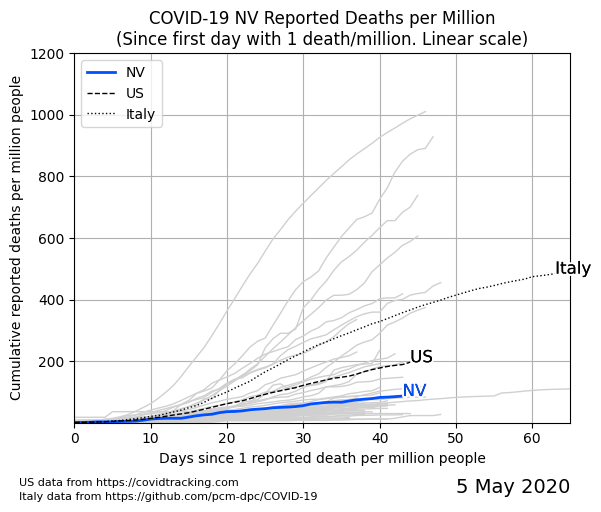 COVID-19 NV Reported Deaths per Million
(Since first day with 1 death/million. Linear scale)
1200
1000
800
600
400
200
NV
US
Italy
Cumulative reported deaths per million people
Italy
US
NV
0 10 20 30 40 50 60
Days since 1 reported death per million people
US data from https://covidtracking.com
Italy data from https://github.com/pcm-dpc/COVID-19
5 May 2020